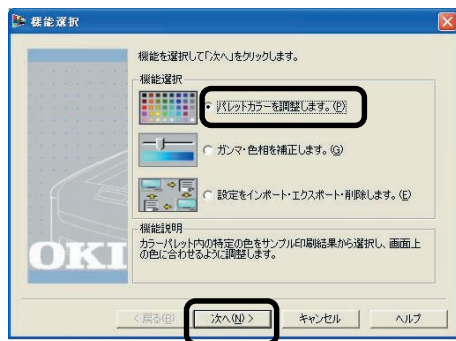 機能選択
機能を選択して「次へ」をクリックします。
機能選択
パレットカラーを調整します。(P)
ガンマ・色相を補正します。(G)
設定をインポート・エクスポート・削除します。(E)
機能説明
カラーパレット内の特定の色をサンプル印刷結果から選択し、画面上
の色に合わせるように調整します。
OKI
< 戻る(B)
次へ(N) >
キャンセル
ヘルプ